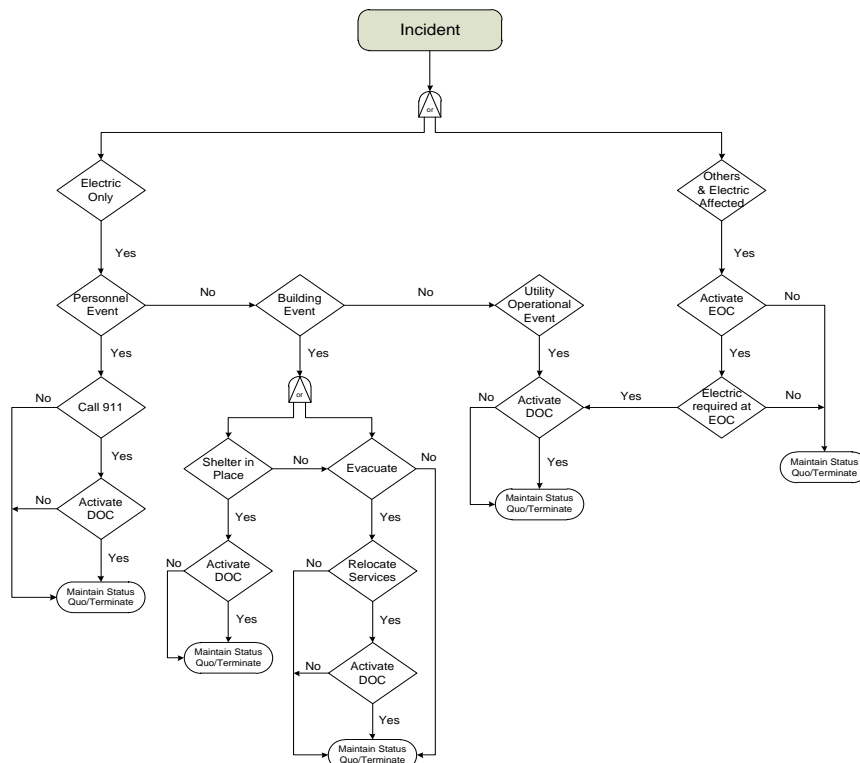 Incident
or
Electric
Only
Others
& Electric
Affected
Yes
Yes
Personnel
Event
No
Building
Event
No
Utility
Operational
Event
Activate
EOC
No
Yes
Yes
Yes
Yes
or
No
Call 911
No
Activate
DOC
Yes
Electric
required at
EOC
No
Yes
Shelter in
Place
No
Evacuate
No
Yes
Maintain Status
Quo/Terminate
No
Activate
DOC
Yes
Yes
Maintain Status
Quo/Terminate
Yes
No
Activate
DOC
No
Relocate
Services
Maintain Status
Quo/Terminate
Yes
Yes
Maintain Status
Quo/Terminate
No
Activate
DOC
Yes
Maintain Status
Quo/Terminate